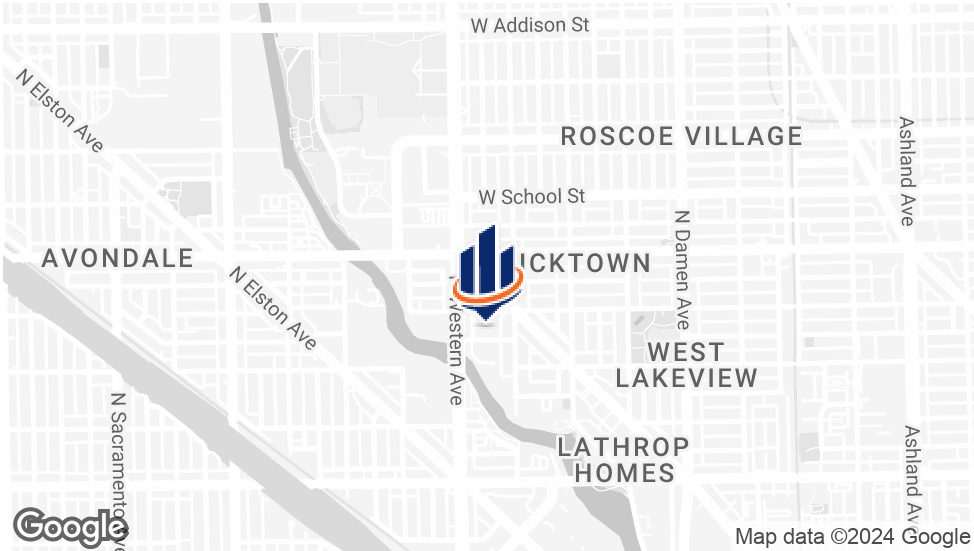 W Addison St
N Elston Ave
ROSCOE VILLAGE
Ashland Ave
W School St
N Damen Ave
AVONDALE
ICKTOWN
N Elston Ave
Western Ave
WEST
LAKEVIEW
N Sacramento Ave
LATHROP
HOMES
Ashland Ave
Google
Map data ©2024 Google